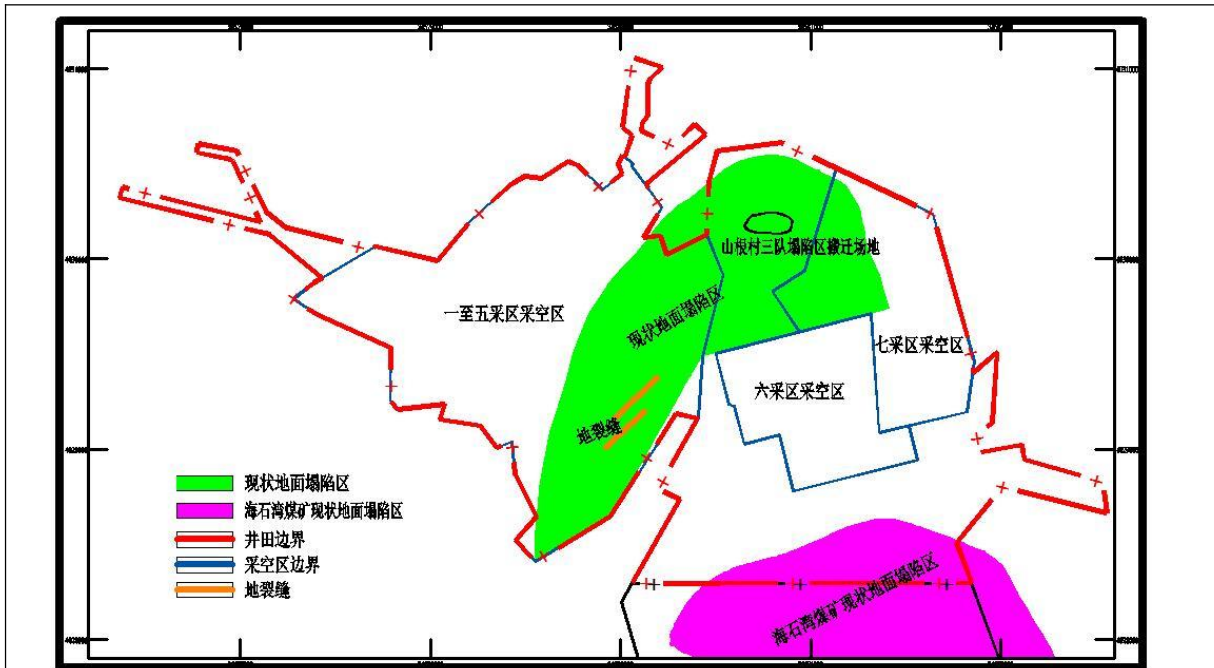 山根村三队塌陷区搬迁场地
一至五采区采空区
现状地面塌陷区
七采区采空区
六采区采空区
地裂缝
现状地面塌陷区
海石湾煤矿现状地面塌陷区
井田边界
采空区边界
地裂缝
海石湾煤矿现状地面塌陷区